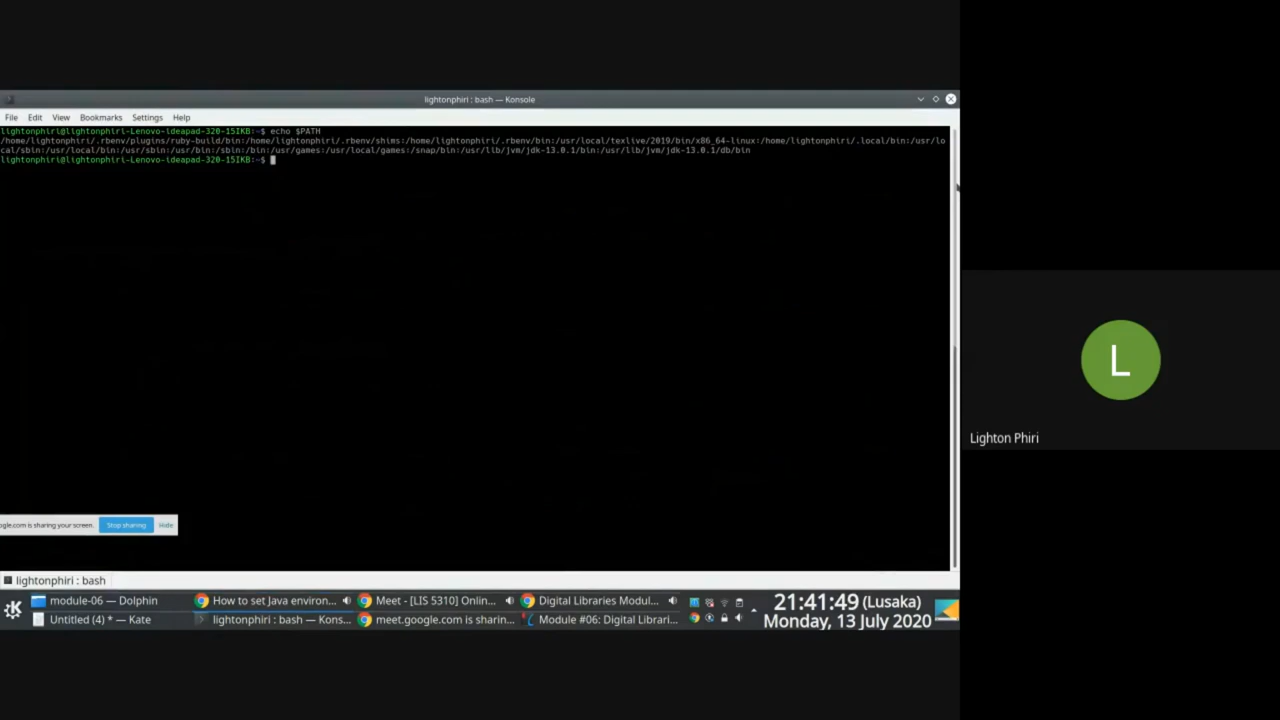 lightonphiri : bash — Konsole
File Edit View Bookmarks Settings Help
lightonphiri@lightonphiri-Lenovo-ideapad-320-15IKB:~$ echo $PATH
/home/lightonphiri/.rbenv/plugins/ruby-build/bin:/home/lightonphiri/.rbenv/shims:/home/lightonphiri/.rbenv/bin:/usr/local/texlive/2019/bin/x86_64-linux:/home/lightonphiri/.local/bin:/usr/lo
cal/sbin:/usr/local/bin:/usr/sbin:/usr/bin:/sbin:/bin:/usr/games:/usr/local/games:/snap/bin:/usr/lib/jvm/jdk-13.0.1/bin:/usr/lib/jvm/jdk-13.0.1/db/bin
lightonphiri@lightonphiri-Lenovo-ideapad-320-15IKB:~$
L
Lighton Phiri
ogle.com is sharing your screen. Stop sharing Hide
lightonphiri : bash
module-06 — Dolphin How to set Java environ... Meet - [LIS 5310] Onlin... Digital Libraries Modul...
Untitled (4) * — Kate lightonphiri : bash — Kons... meet.google.com is sharin... Module #06: Digital Librari...
21:41:49 (Lusaka)
Monday, 13 July 2020